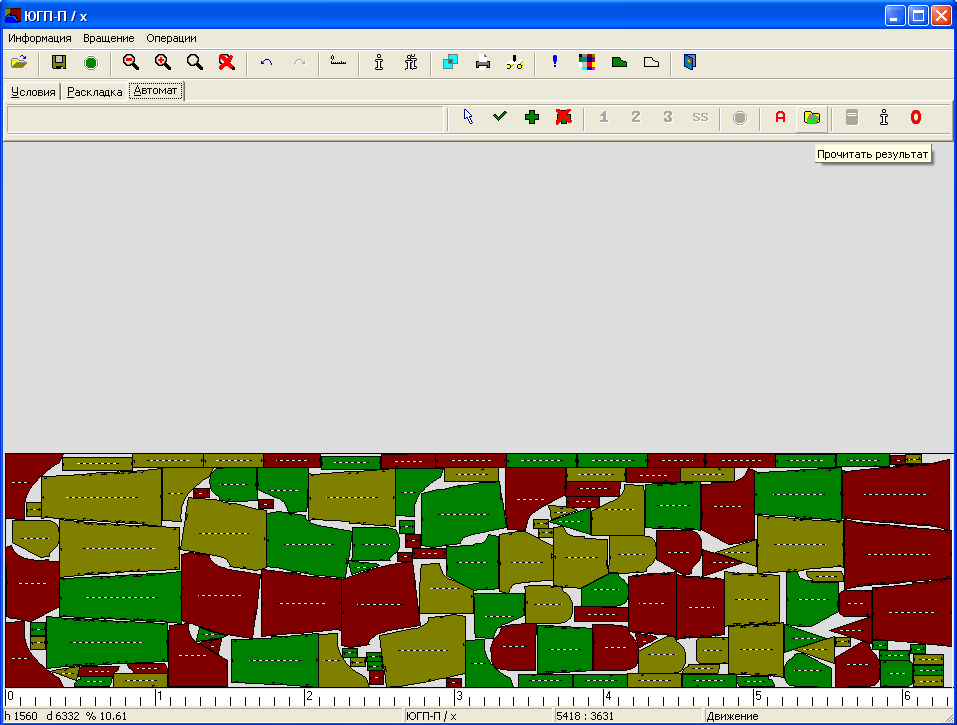 ЮГП-П / х
Информация Вращение Операции
Условия Раскладка Автомат
1 2 3 SS A 0
Прочитать результат
0 1 2 3 4 5 6
h 1560 d 6332 % 10.61 ЮГП-П / х 5418 : 3631 Движение